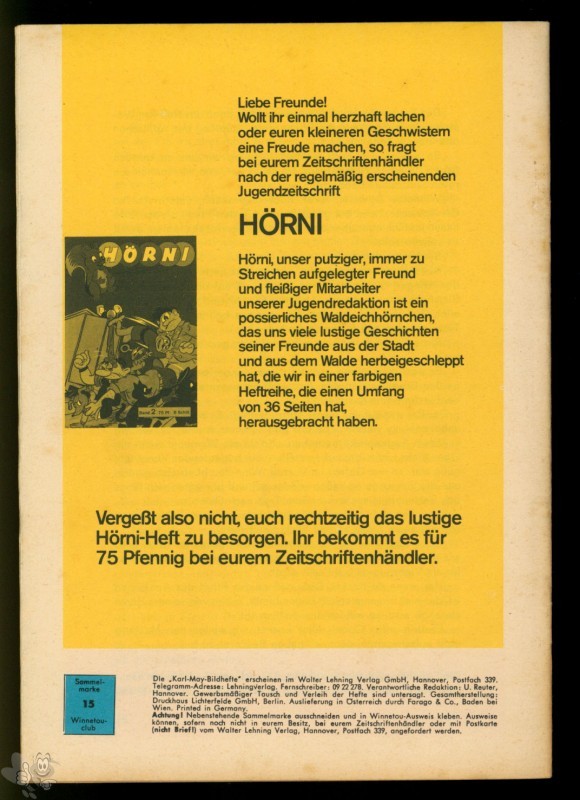 Liebe Freunde!
Wollt ihr einmal herzhaft lachen
oder euren kleineren Geschwistern
eine Freude machen, so fragt
bei eurem Zeitschriftenhändler
nach der regelmäßig erscheinenden
Jugendzeitschrift
HÖRNI
HÖRNI
Band 2
Hörni, unser putziger, immer zu
Streichen aufgelegter Freund
und fleißiger Mitarbeiter
unserer Jugendredaktion ist ein
possierliches Waldeichhörnchen,
das uns viele lustige Geschichten
seiner Freunde aus der Stadt
und aus dem Walde herbeigeschleppt
hat, die wir in einer farbigen
Heftreihe, die einen Umfang
von 36 Seiten hat,
herausgebracht haben.
Vergeßt also nicht, euch rechtzeitig das lustige
Hörni-Heft zu besorgen. Ihr bekommt es für
75 Pfennig bei eurem Zeitschriftenhändler.
Sammel-
marke
15
Winnetou-
club
Die „Karl-May-Bildhefte" erscheinen im Walter Lehning Verlag GmbH, Hannover, Postfach 339.
Telegramm-Adresse: Lehningverlag. Fernschreiber: 09 22 278. Verantwortliche Redaktion: U. Reuter,
Hannover. Gewerbsmäßiger Tausch und Verleih der Hefte sind untersagt. Gesamtherstellung:
Druckhaus Lichterfelde GmbH, Berlin. Auslieferung in Österreich durch Farago & Co., Baden bei
Wien. Printed in Germany.
Achtung! Nebenstehende Sammelmarke ausschneiden und in Winnetou-Ausweis kleben. Ausweise
können, sofern noch nicht in eurem Besitz, bei eurem Zeitschriftenhändler oder mit Postkarte
(nicht Brief!) vom Walter Lehning Verlag, Hannover, Postfach 339, angefordert werden.